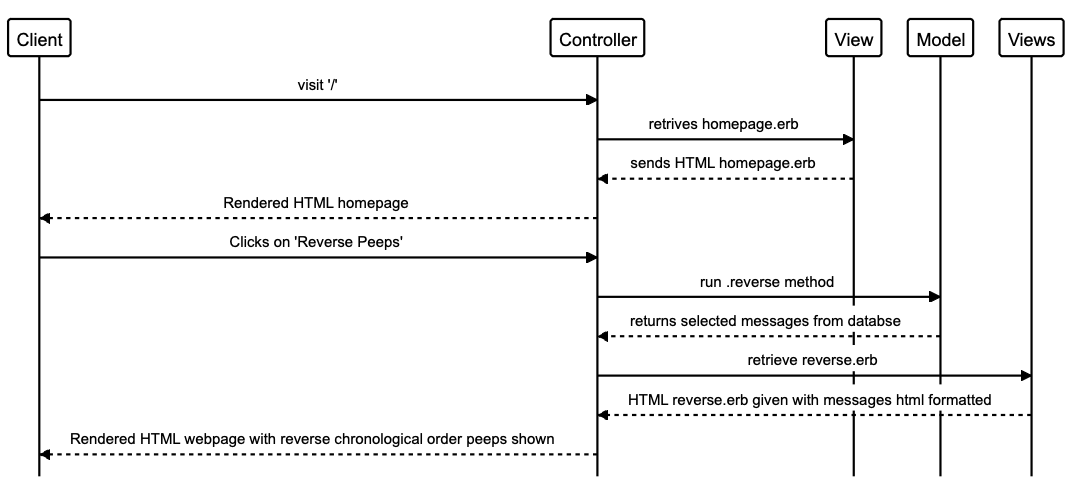 Client
Controller
View
Model
Views
visit '/'
retrives homepage.erb
sends HTML homepage.erb
Rendered HTML homepage
Clicks on 'Reverse Peeps'
run .reverse method
returns selected messages from databse
retrieve reverse.erb
HTML reverse.erb given with messages html formatted
Rendered HTML webpage with reverse chronological order peeps shown